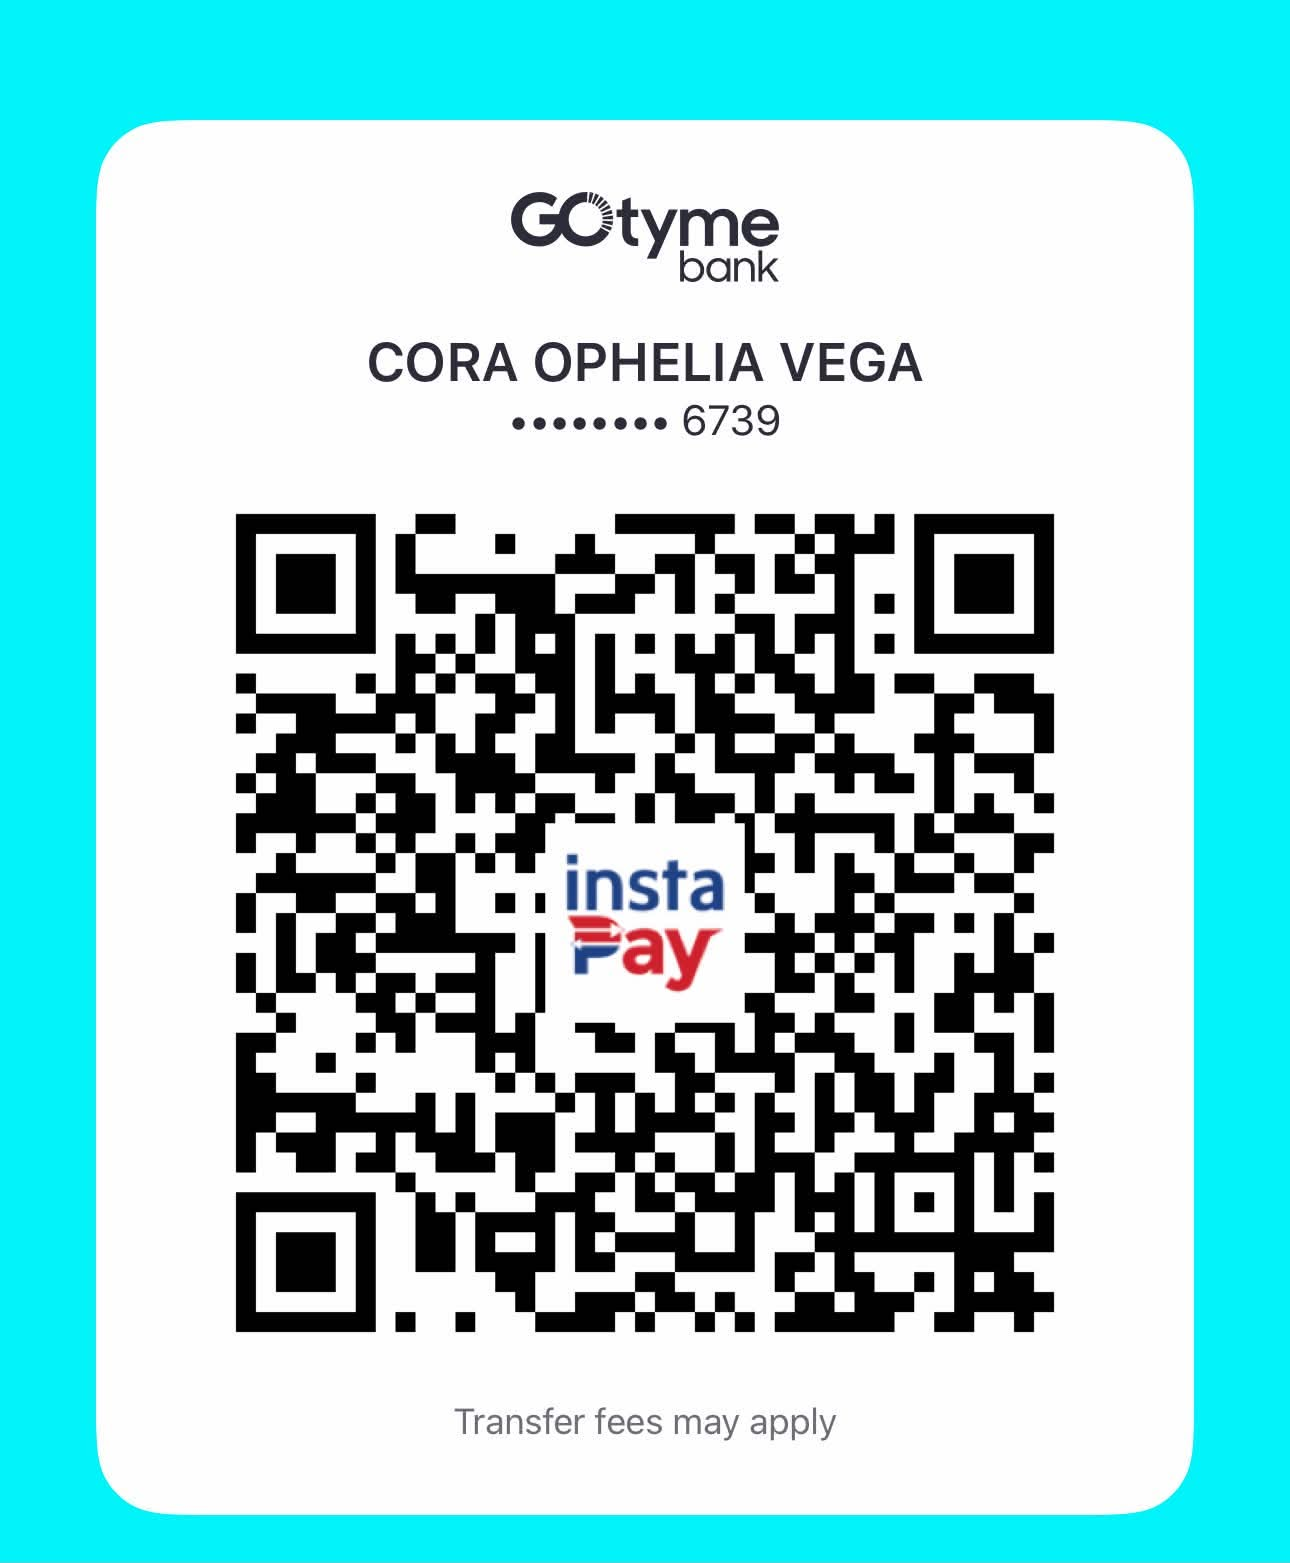 GOtyme
bank
CORA OPHELIA VEGA
•••••••• 6739
insta
Pay
Transfer fees may apply